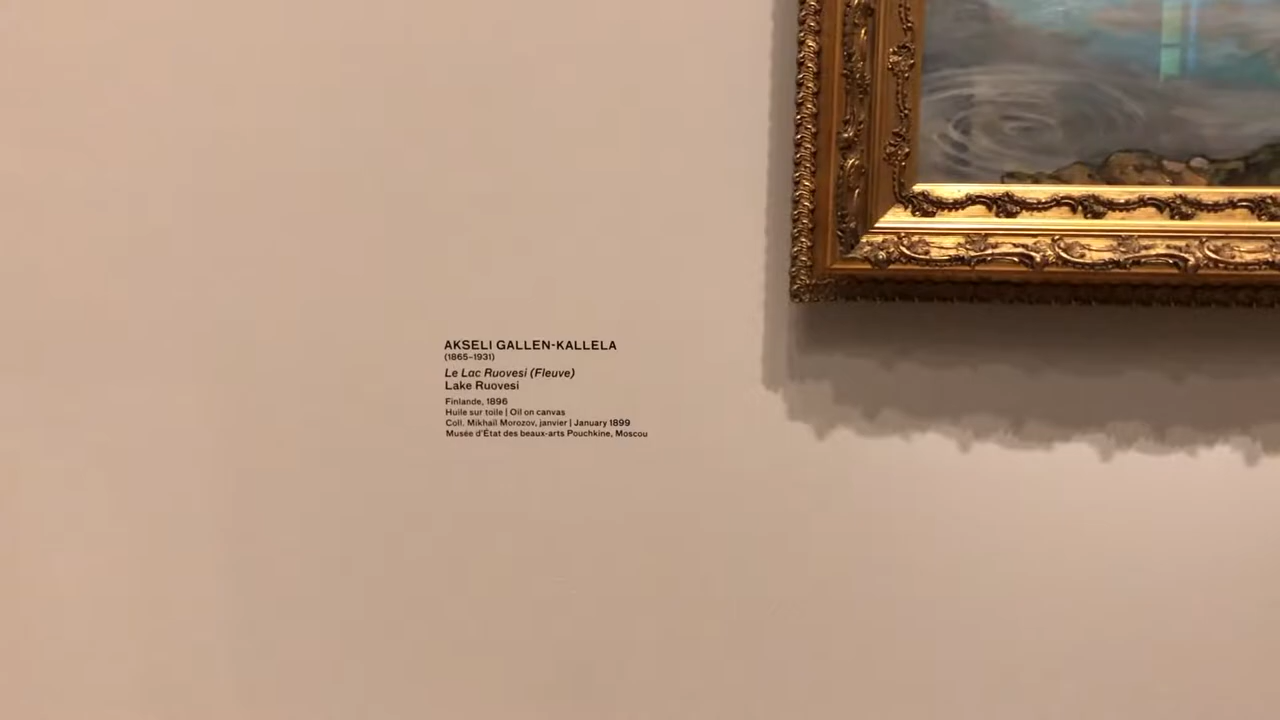 AKSELI GALLEN-KALLELA
(1865–1931)
Le Lac Ruovesi (Fleuve)
Lake Ruovesi
Finlande, 1896
Huile sur toile | Oil on canvas
Coll. Mikhaïl Morozov, janvier | January 1899
Musée d'État des beaux-arts Pouchkine, Moscou